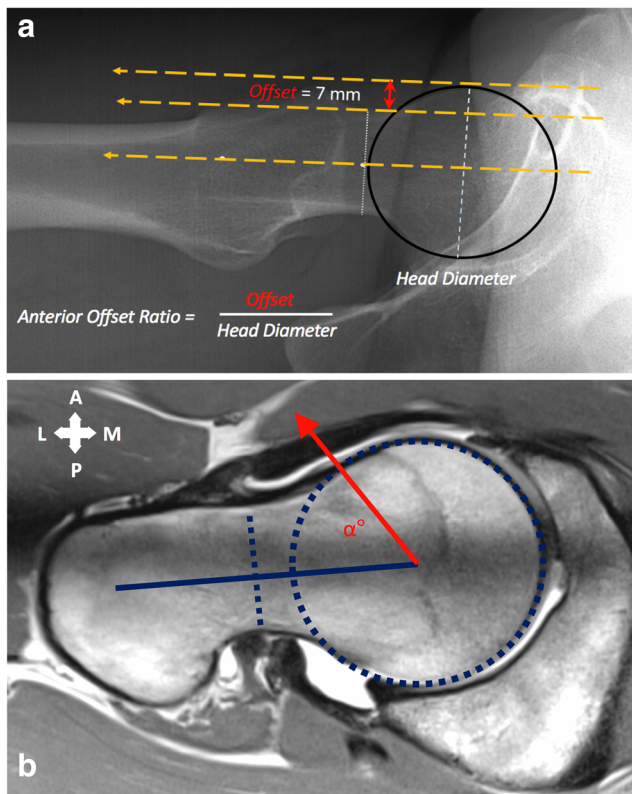 a
Offset = 7 mm
Head Diameter
Anterior Offset Ratio = Offset
Head Diameter
A
L M
P
α°
b